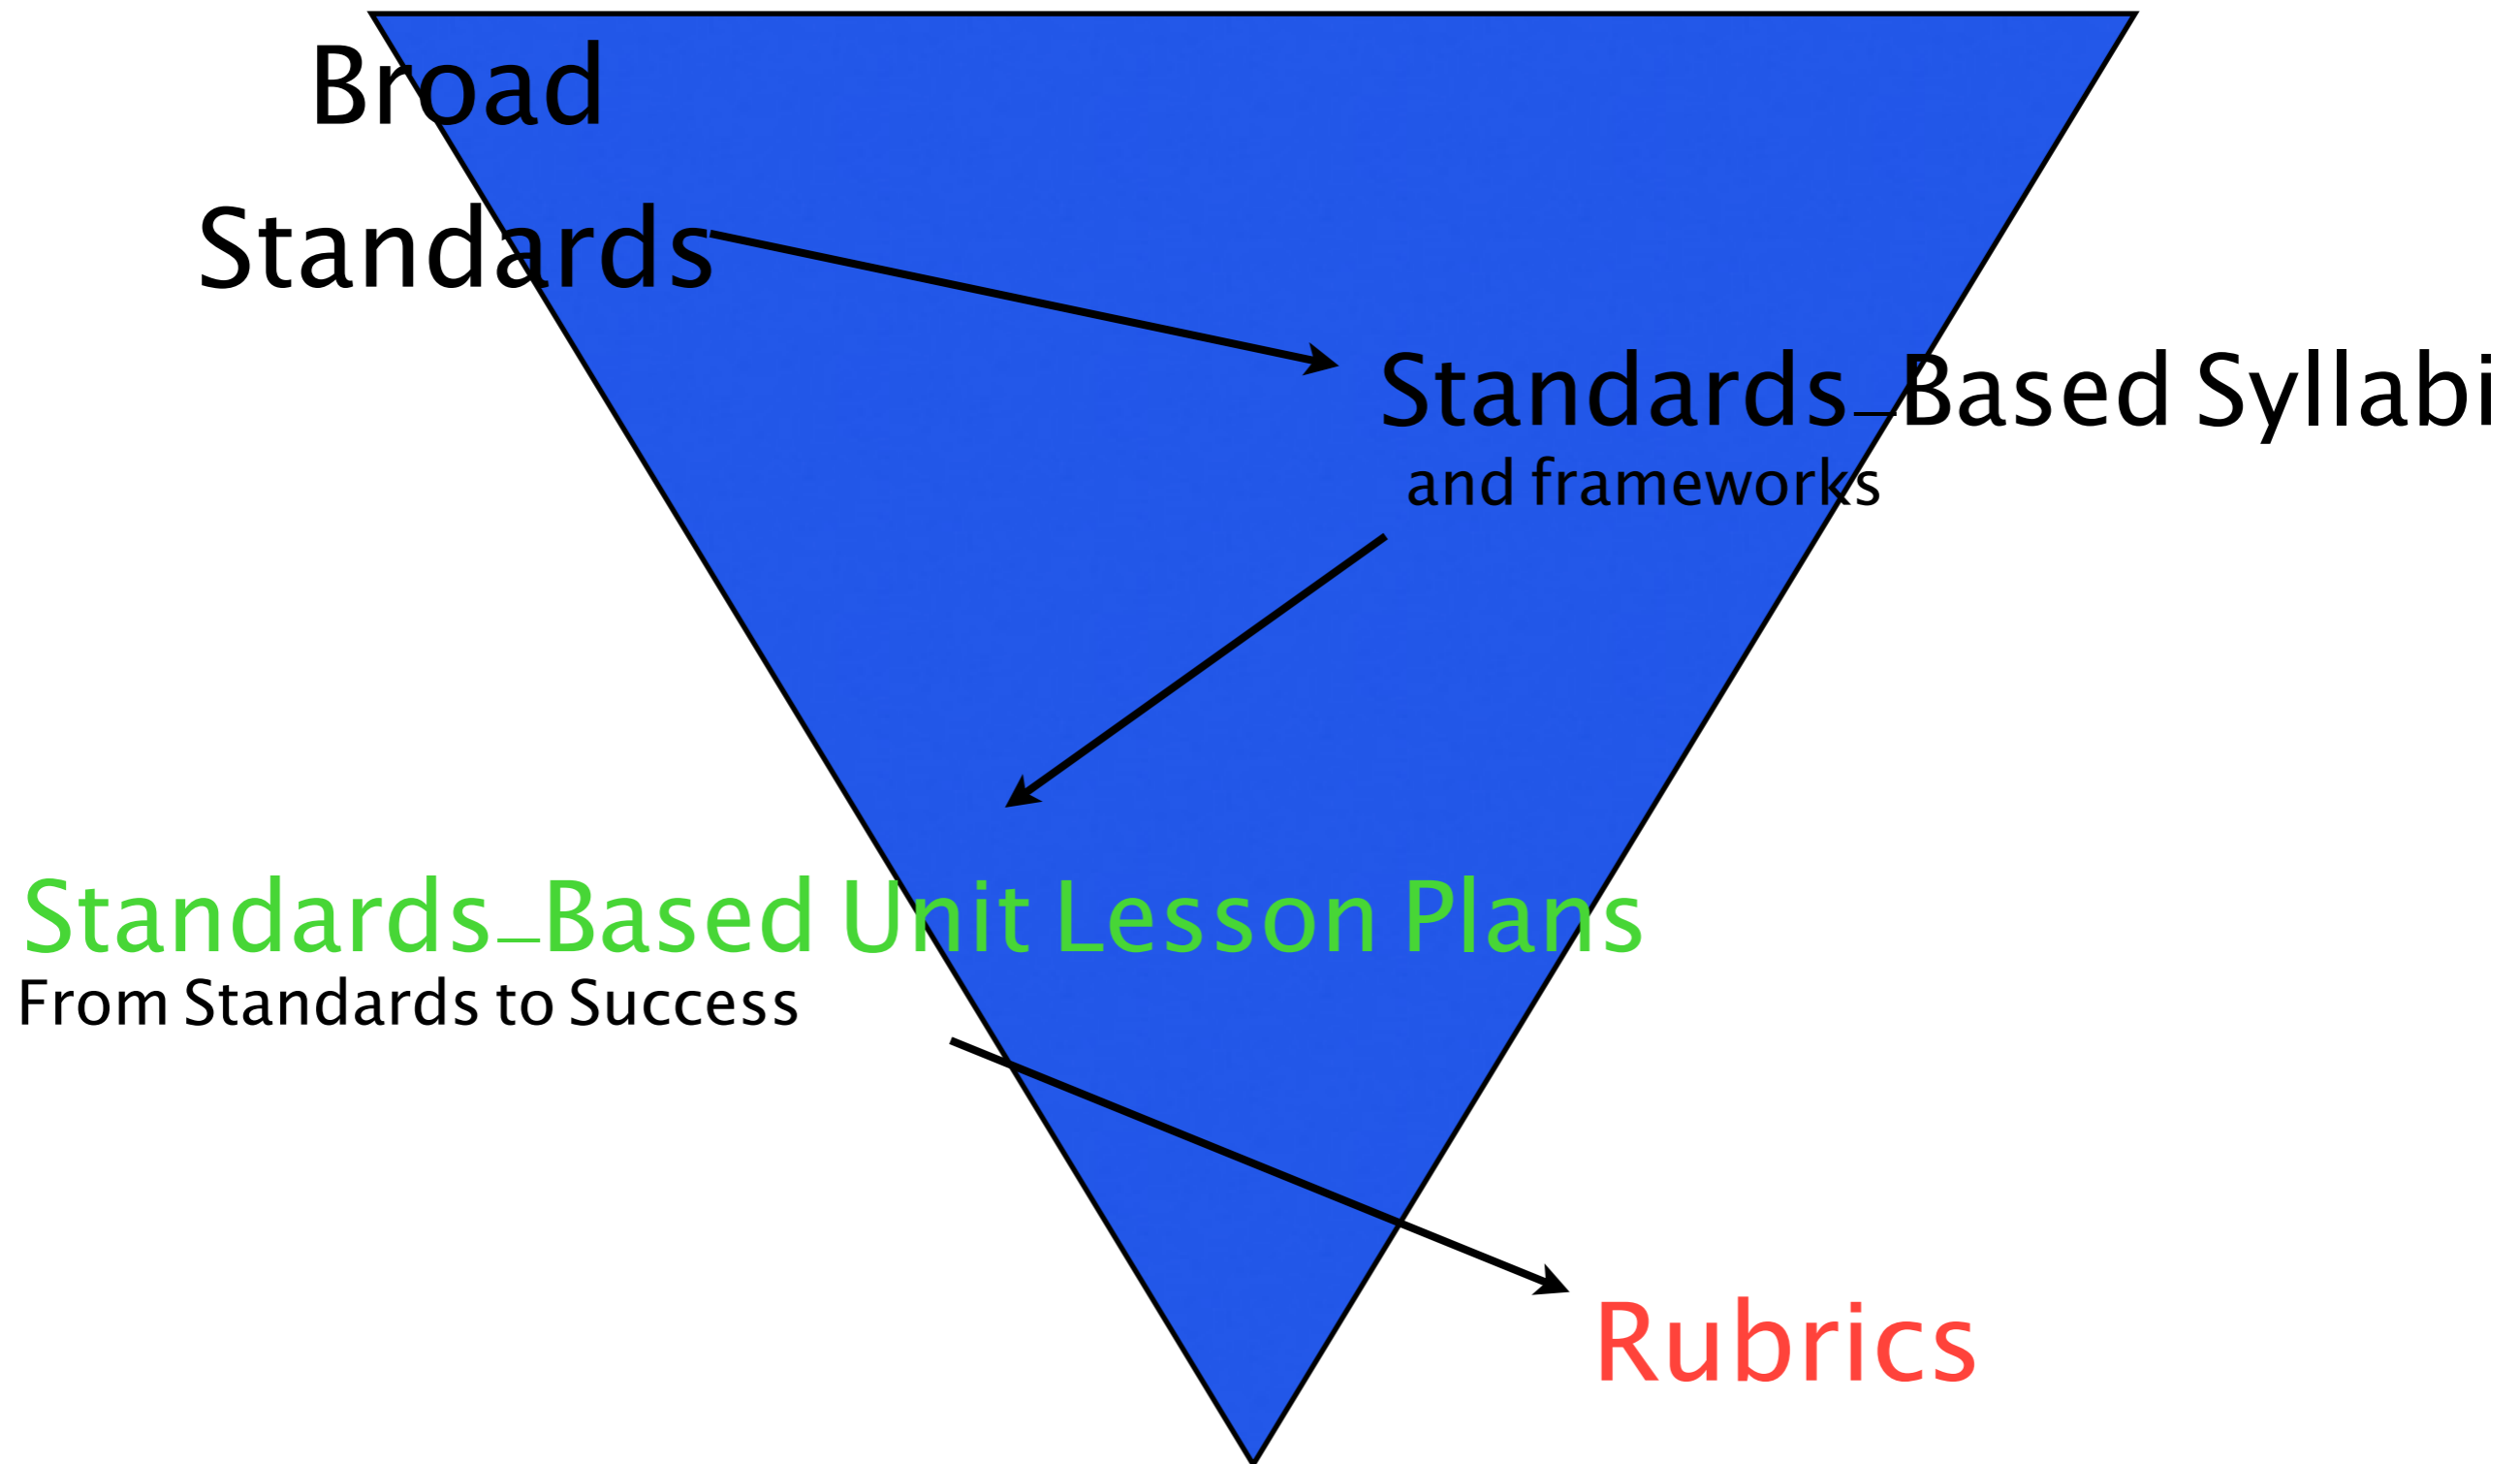 Broad
Standards
Standards_Based Syllabi
and frameworks
Standards_Based Unit Lesson Plans
From Standards to Success
Rubrics